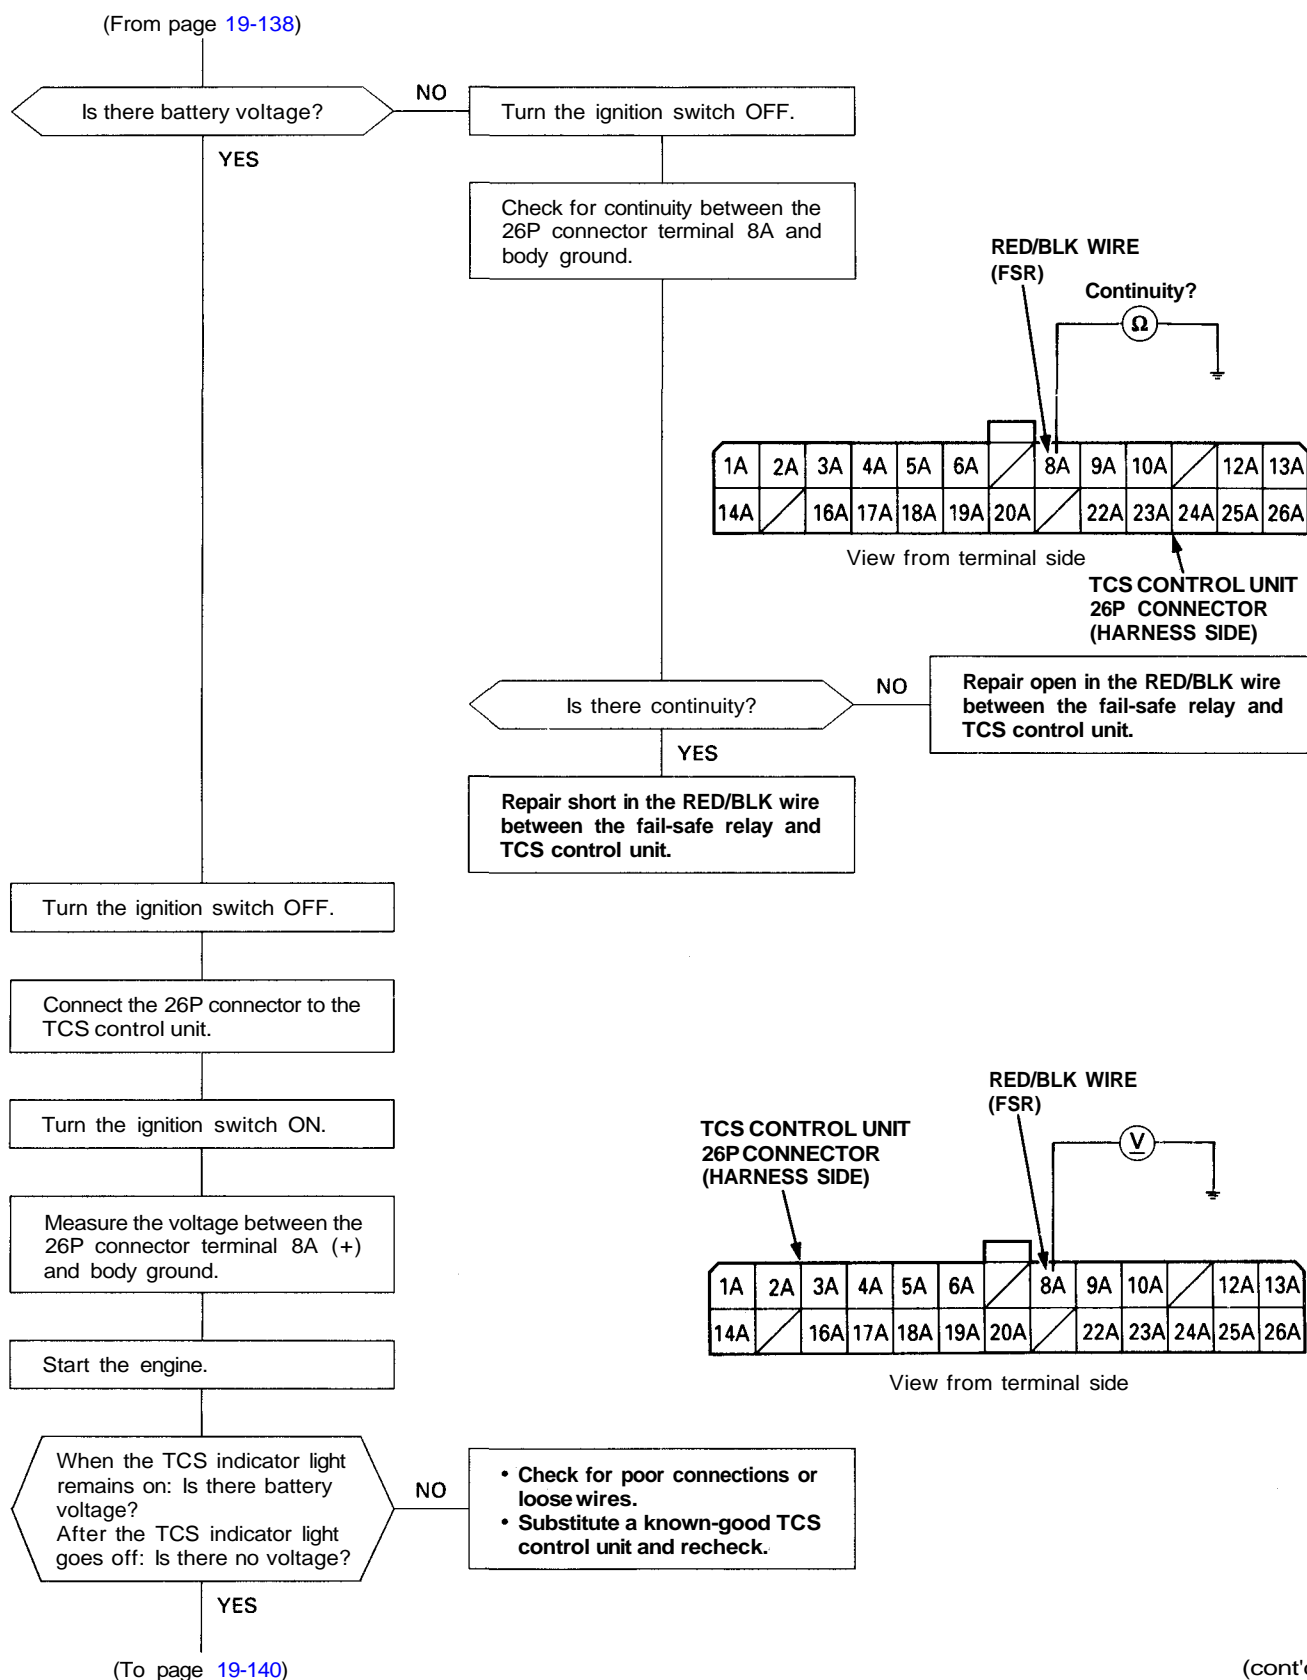 (From page 19-138)
Is there battery voltage?
NO
Turn the ignition switch OFF.
YES
Check for continuity between the
26P connector terminal 8A and
body ground.
RED/BLK WIRE
(FSR)
Continuity?
Ω
1A 2A 3A 4A 5A 6A 8A 9A 10A 12A 13A
14A 16A 17A 18A 19A 20A 22A 23A 24A 25A 26A
View from terminal side
TCS CONTROL UNIT
26P CONNECTOR
(HARNESS SIDE)
Is there continuity?
NO
Repair open in the RED/BLK wire
between the fail-safe relay and
TCS control unit.
YES
Repair short in the RED/BLK wire
between the fail-safe relay and
TCS control unit.
Turn the ignition switch OFF.
Connect the 26P connector to the
TCS control unit.
Turn the ignition switch ON.
Measure the voltage between the
26P connector terminal 8A (+)
and body ground.
RED/BLK WIRE
(FSR)
TCS CONTROL UNIT
26P CONNECTOR
(HARNESS SIDE)
V
1A 2A 3A 4A 5A 6A 8A 9A 10A 12A 13A
14A 16A 17A 18A 19A 20A 22A 23A 24A 25A 26A
View from terminal side
Start the engine.
When the TCS indicator light
remains on: Is there battery
voltage?
After the TCS indicator light
goes off: Is there no voltage?
NO
• Check for poor connections or
loose wires.
• Substitute a known-good TCS
control unit and recheck.
YES
(To page 19-140)